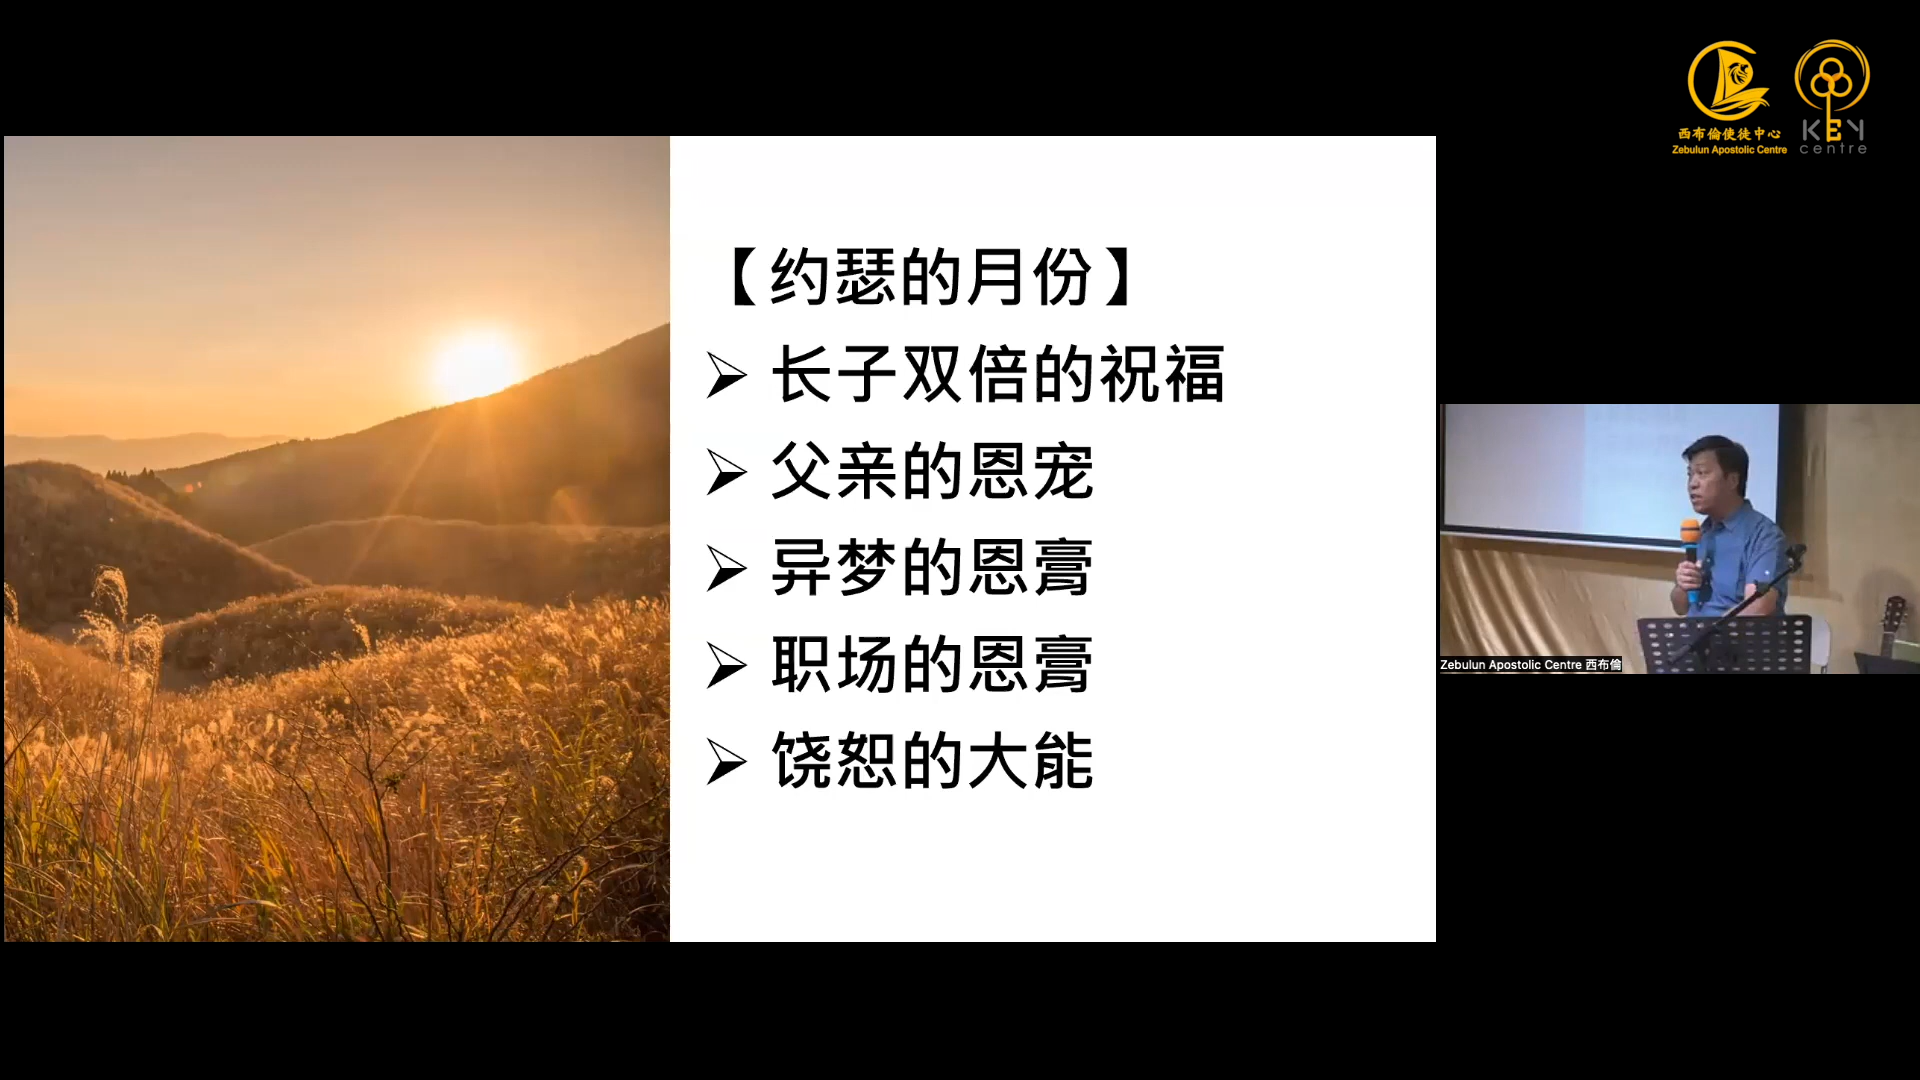 西布倫使徒中心
Zebulun Apostolic Centre
KEY
centre
【约瑟的月份】
➢ 长子双倍的祝福
➢ 父亲的恩宠
➢ 异梦的恩膏
➢ 职场的恩膏
➢ 饶恕的大能
Zebulun Apostolic Centre 西布倫